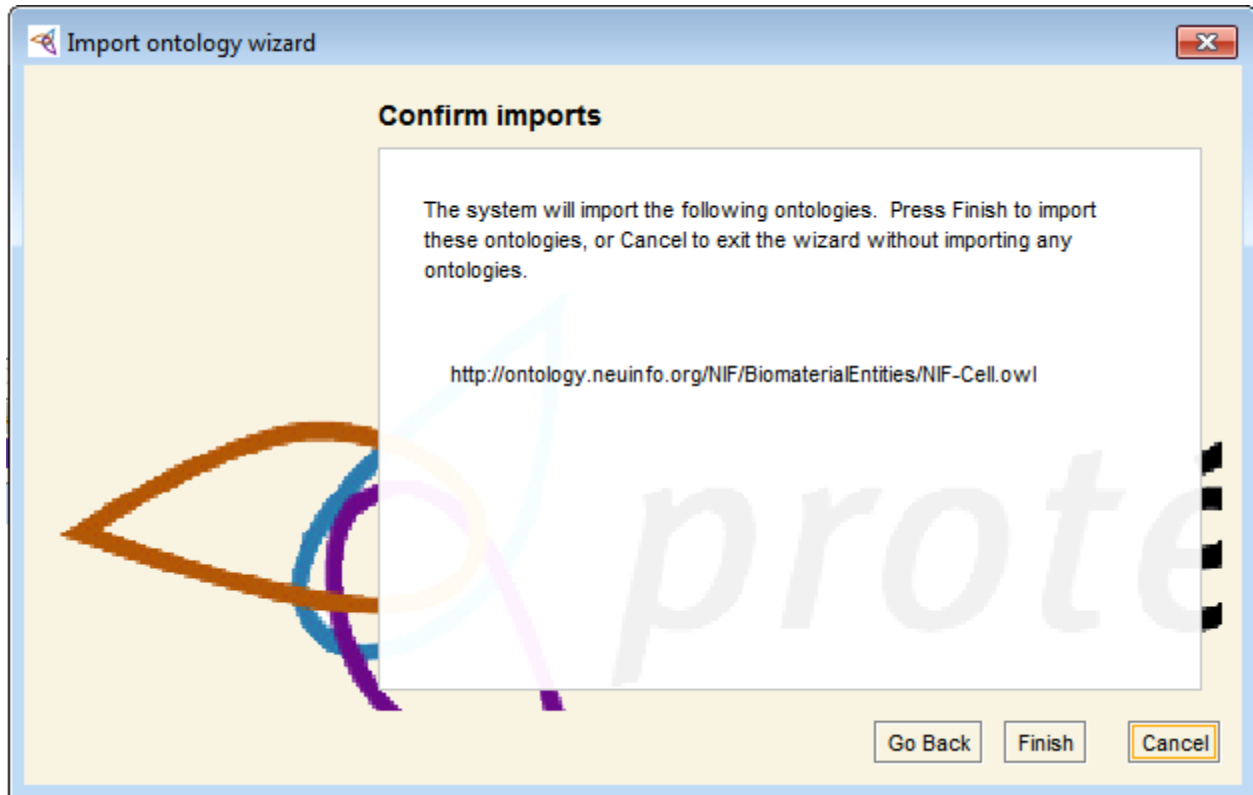 Import ontology wizard
Confirm imports
The system will import the following ontologies.  Press Finish to import
these ontologies, or Cancel to exit the wizard without importing any
ontologies.
http://ontology.neuinfo.org/NIF/BiomaterialEntities/NIF-Cell.owl
prote
Go Back
Finish
Cancel